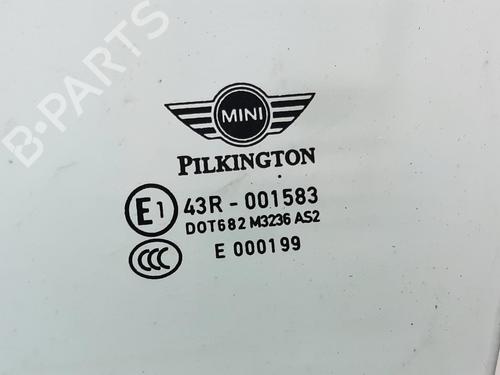 B-PARTS
MINI
PILKINGTON
E1 43R - 001583
DOT682 M3236 AS2
CCC E 000199